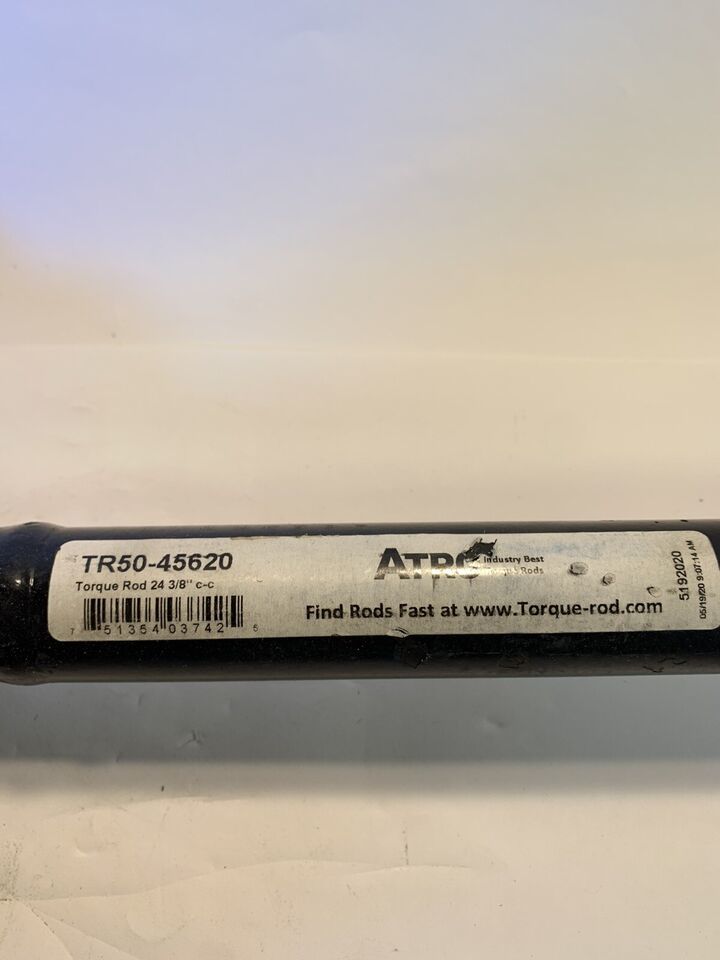 TR50-45620
Torque Rod 24 3/8" c-c
7 51354 03742 6
ATRO
Industry Best
Rods
Find Rods Fast at www.Torque-rod.com
5192020
05/19/20 9:07:14 AM